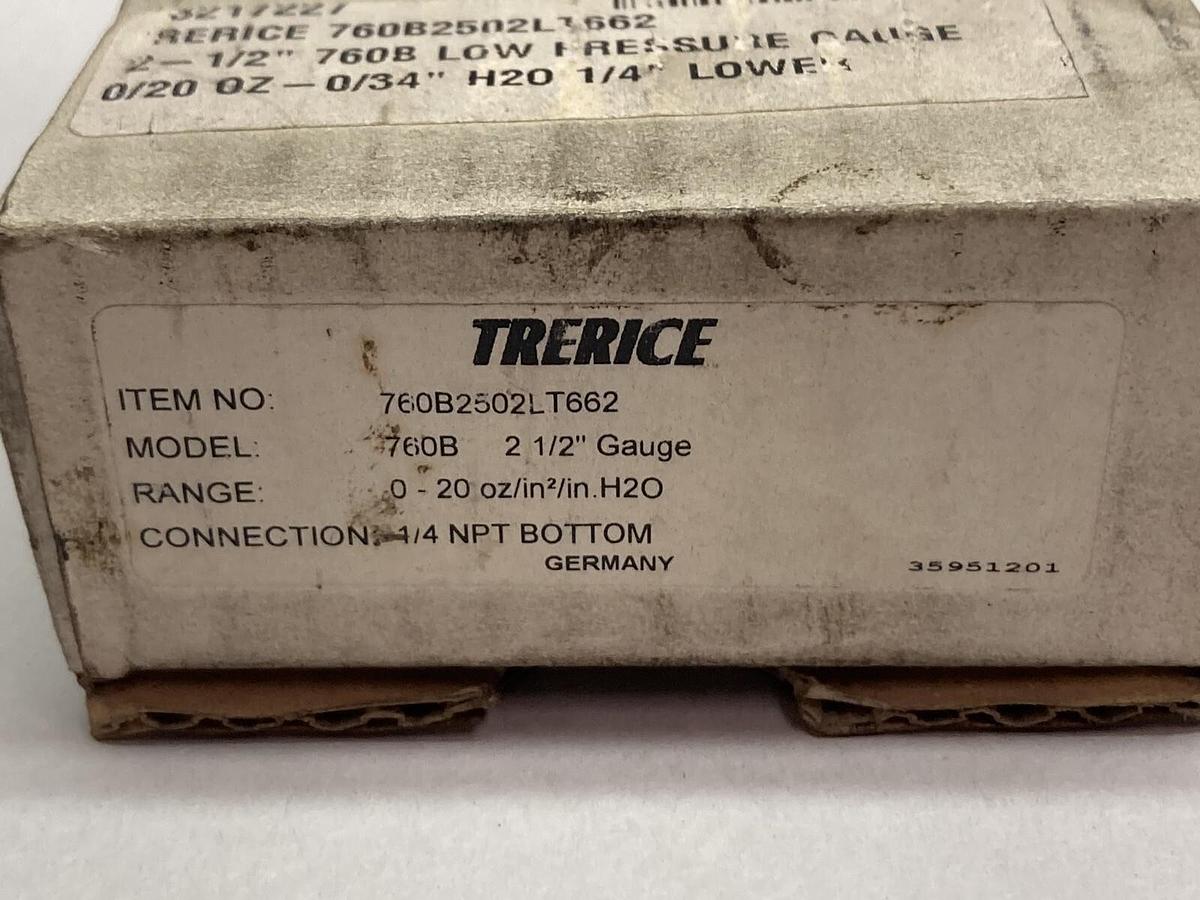 3217227
TRERICE 760B2502LT662
2-1/2" 760B LOW PRESSURE GAUGE
0/20 OZ-0/34" H2O 1/4" LOWER
TRERICE
ITEM NO: 760B2502LT662
MODEL: 760B 2 1/2" Gauge
RANGE: 0 - 20 oz/in²/in.H2O
CONNECTION: 1/4 NPT BOTTOM
GERMANY
35951201